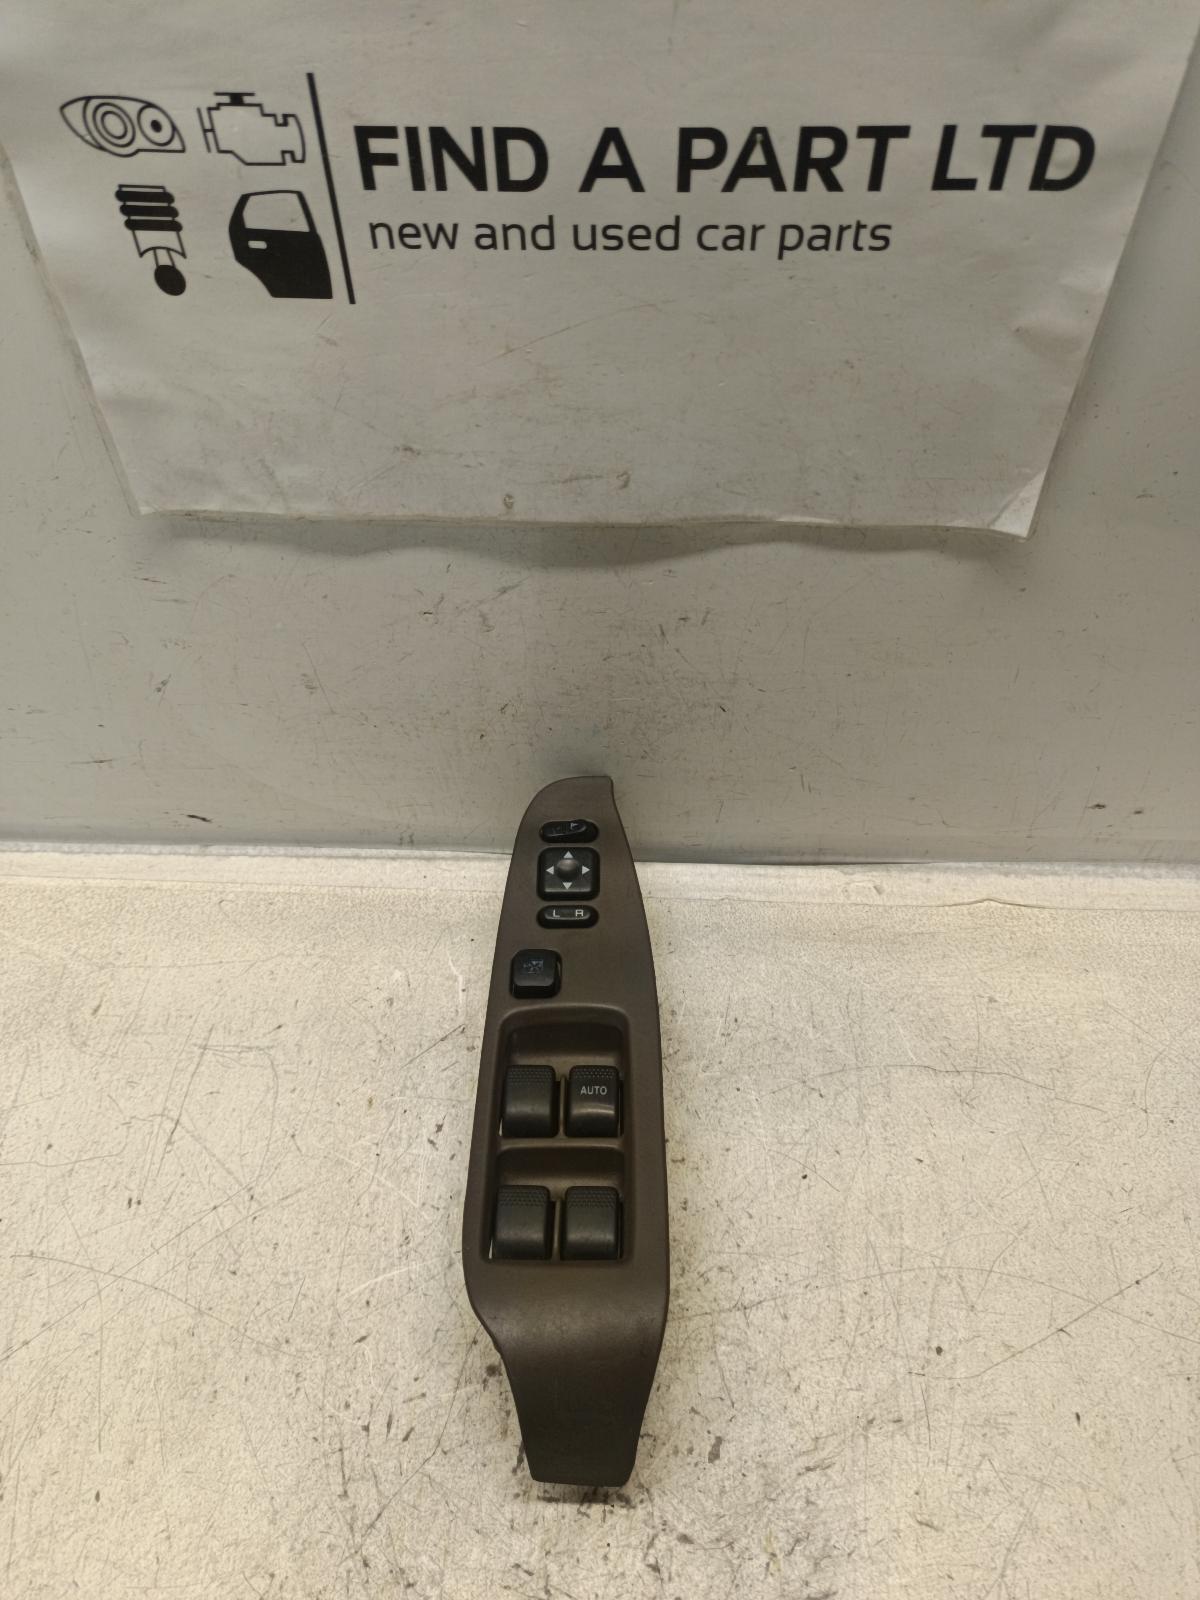 FIND A PART LTD
new and used car parts
L R
AUTO